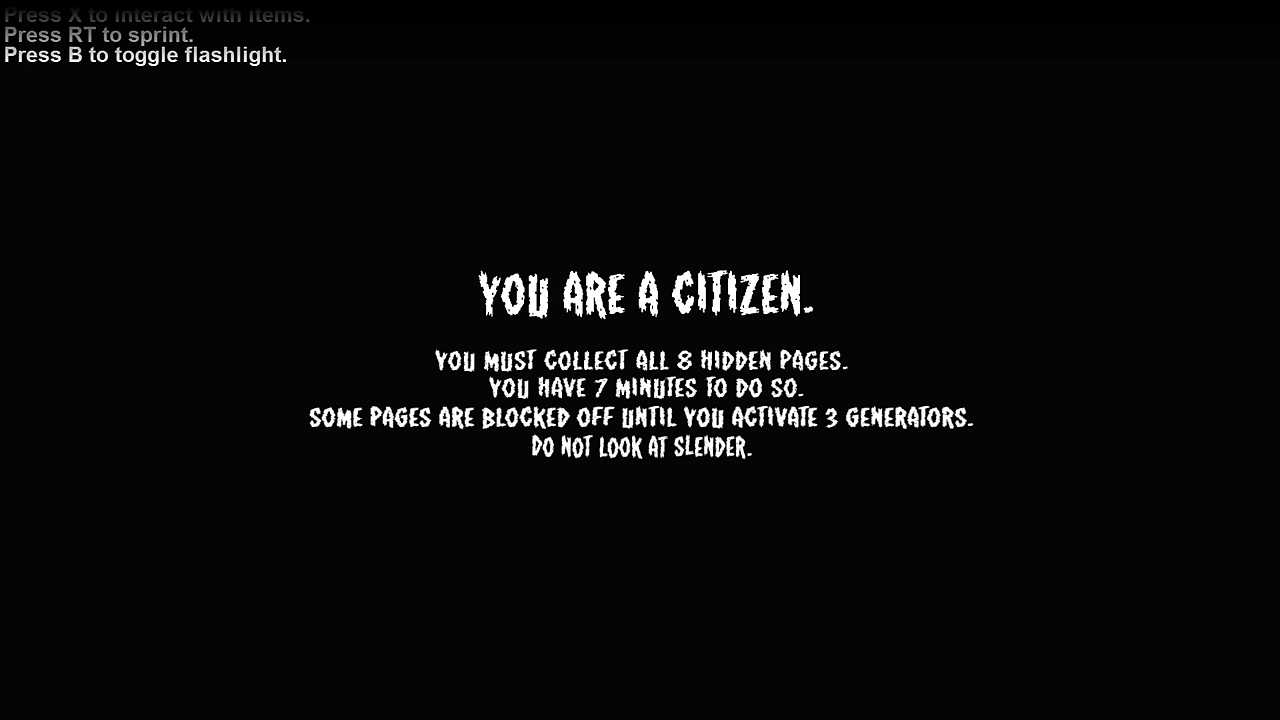 Press X to interact with items.
Press RT to sprint.
Press B to toggle flashlight.
YOU ARE A CITIZEN.
YOU MUST COLLECT ALL 8 HIDDEN PAGES.
YOU HAVE 7 MINUTES TO DO SO.
SOME PAGES ARE BLOCKED OFF UNTIL YOU ACTIVATE 3 GENERATORS.
DO NOT LOOK AT SLENDER.